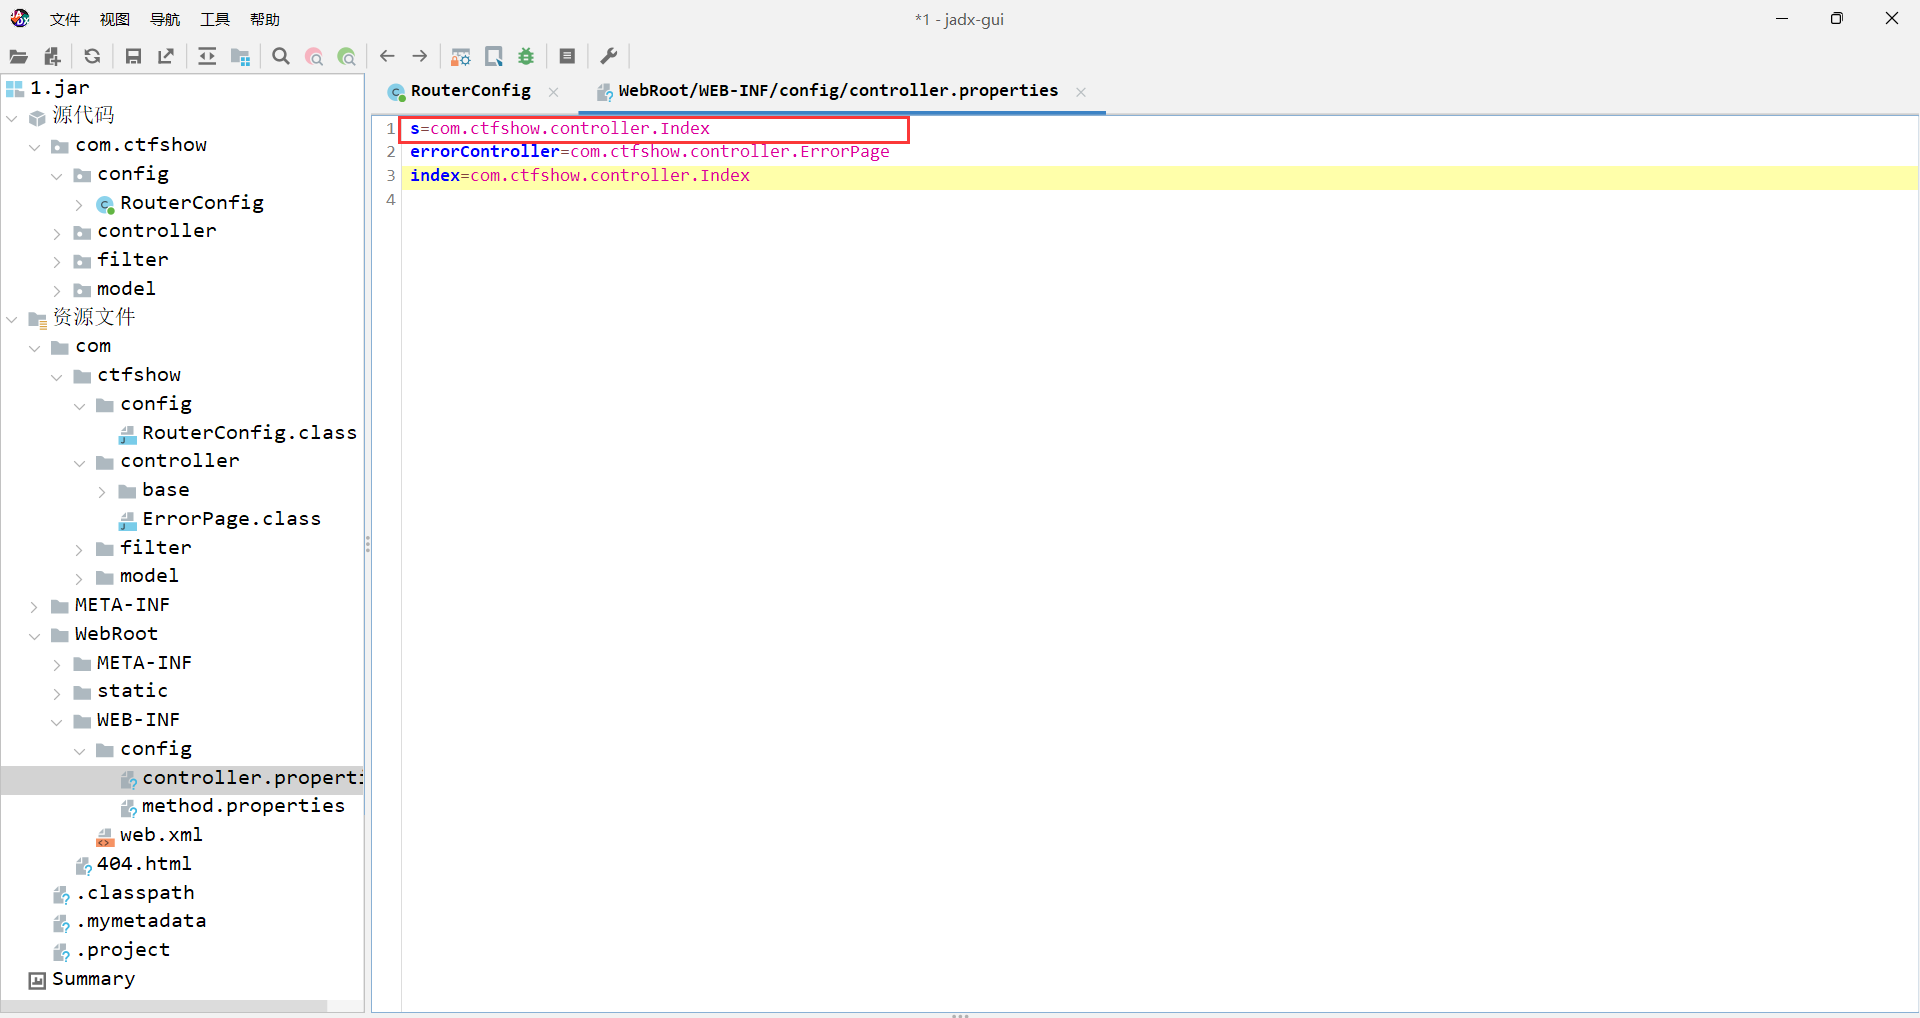 文件 视图 导航 工具 帮助
*1 - jadx-gui
1.jar
源代码
com.ctfshow
config
RouterConfig
controller
filter
model
资源文件
com
ctfshow
config
RouterConfig.class
controller
base
ErrorPage.class
filter
model
META-INF
WebRoot
META-INF
static
WEB-INF
config
controller.properti
method.properties
web.xml
404.html
.classpath
.mymetadata
.project
Summary
RouterConfig
WebRoot/WEB-INF/config/controller.properties
1 s=com.ctfshow.controller.Index
2 errorController=com.ctfshow.controller.ErrorPage
3 index=com.ctfshow.controller.Index
4